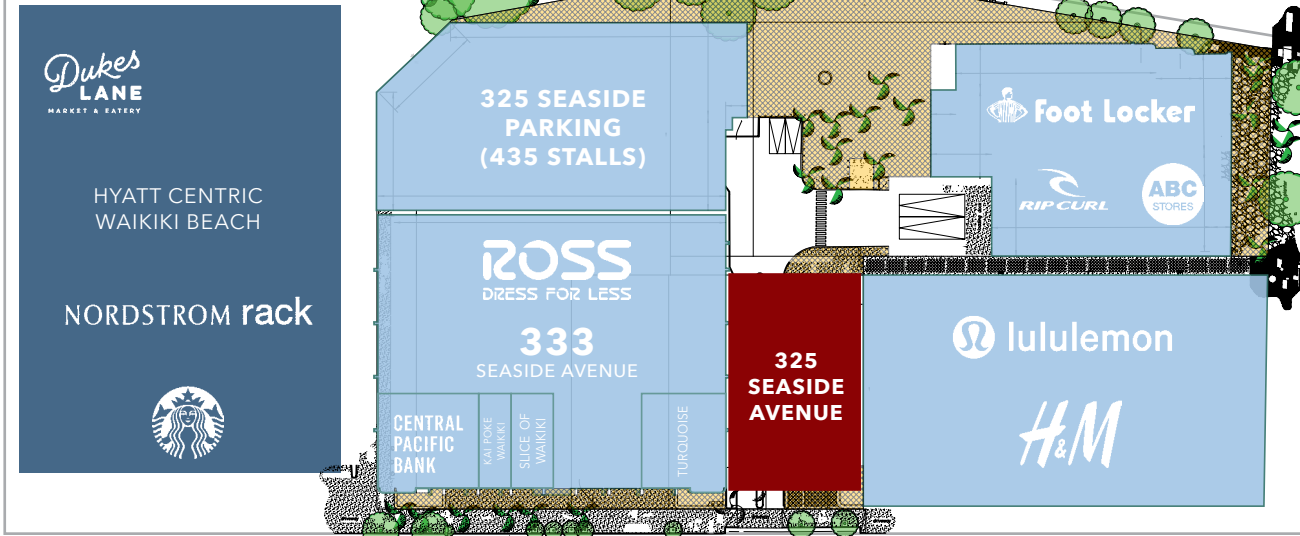 Dukes
LANE
MARKET & EATERY
HYATT CENTRIC
WAIKIKI BEACH
NORDSTROM rack
325 SEASIDE
PARKING
(435 STALLS)
ROSS
DRESS FOR LESS
333
SEASIDE AVENUE
CENTRAL
PACIFIC
BANK
KAI POKE
WAIKIKI
SLICE OF
WAIKIKI
TURQUOISE
325
SEASIDE
AVENUE
Foot Locker
RIP CURL
ABC
STORES
lululemon
H&M